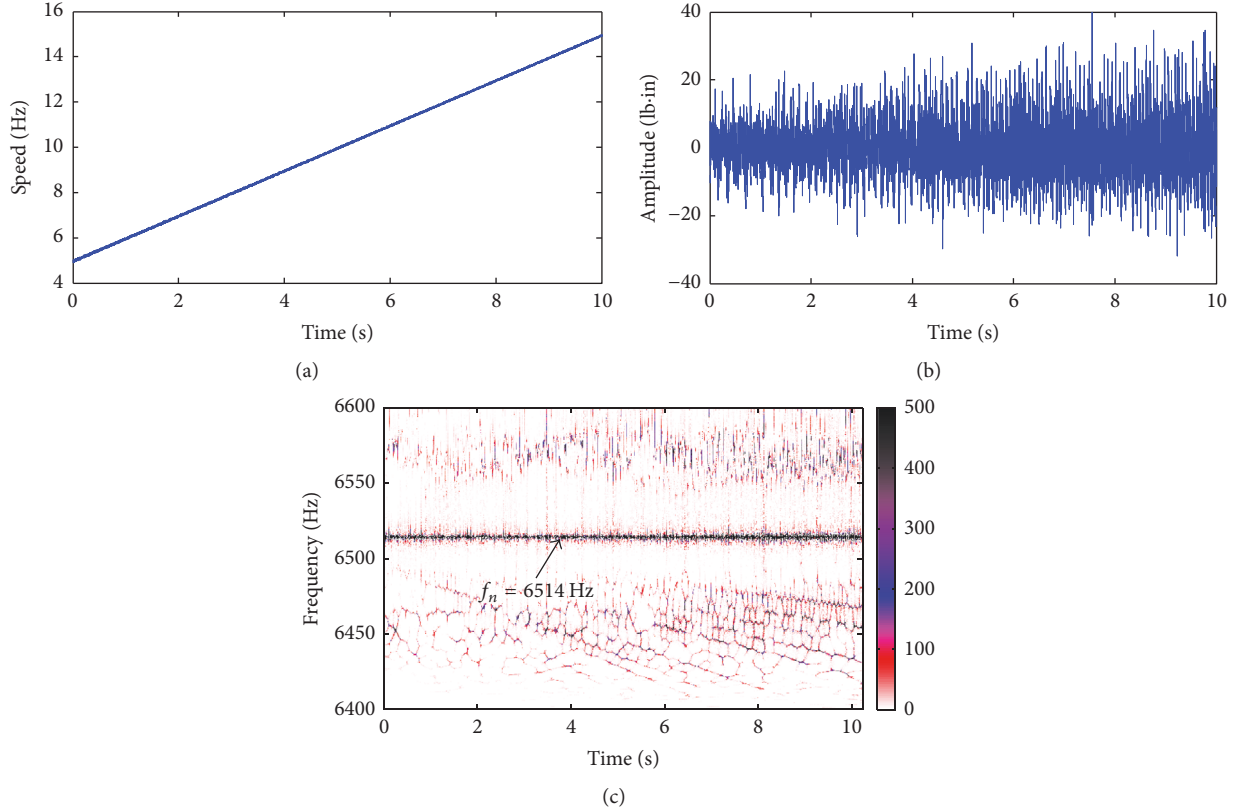 16
14
12
10
8
6
4
Speed (Hz)
0 2 4 6 8 10
Time (s)
(a)
40
20
0
−20
−40
Amplitude (lb·in)
0 2 4 6 8 10
Time (s)
(b)
6600
6550
6500
6450
6400
Frequency (Hz)
f_n = 6514 Hz
0 2 4 6 8 10
Time (s)
500
400
300
200
100
0
(c)